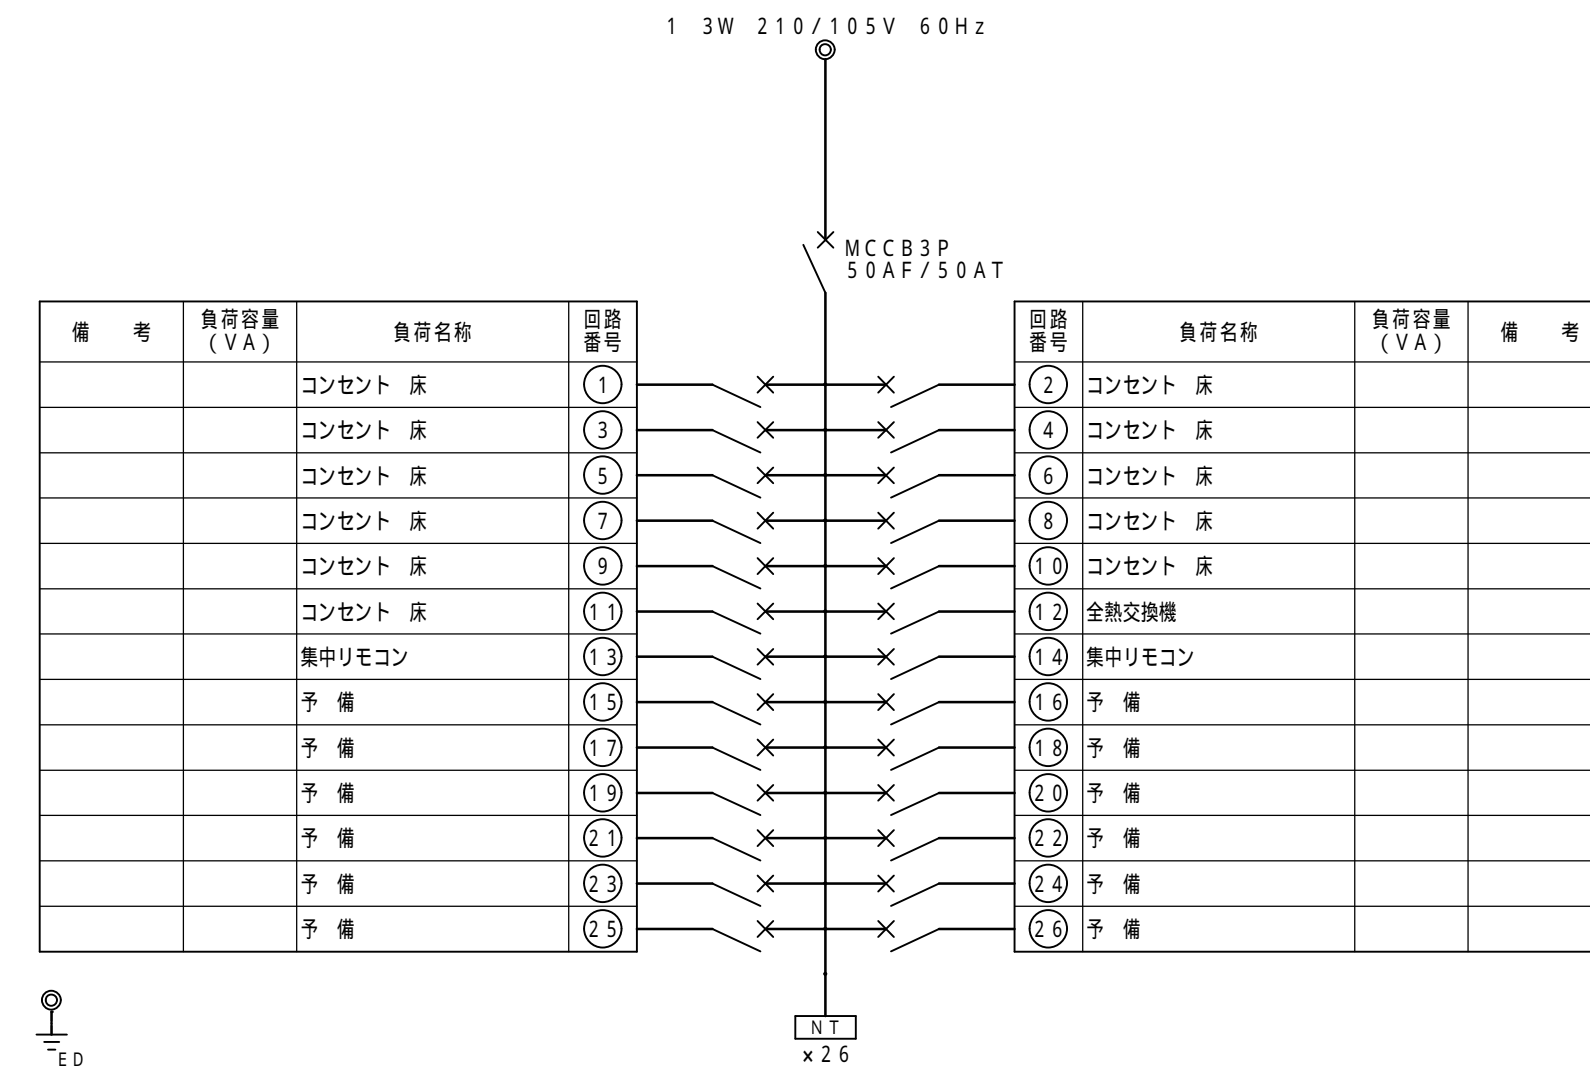 1 3W 210/105V 60Hz
MCCB3P
50AF/50AT
備 考 負荷容量(VA) 負荷名称 回路番号 回路番号 負荷名称 負荷容量(VA) 備 考
コンセント 床 1 2 コンセント 床
コンセント 床 3 4 コンセント 床
コンセント 床 5 6 コンセント 床
コンセント 床 7 8 コンセント 床
コンセント 床 9 10 コンセント 床
コンセント 床 11 12 全熱交換機
集中リモコン 13 14 集中リモコン
予 備 15 16 予 備
予 備 17 18 予 備
予 備 19 20 予 備
予 備 21 22 予 備
予 備 23 24 予 備
予 備 25 26 予 備
ED
NT
×26